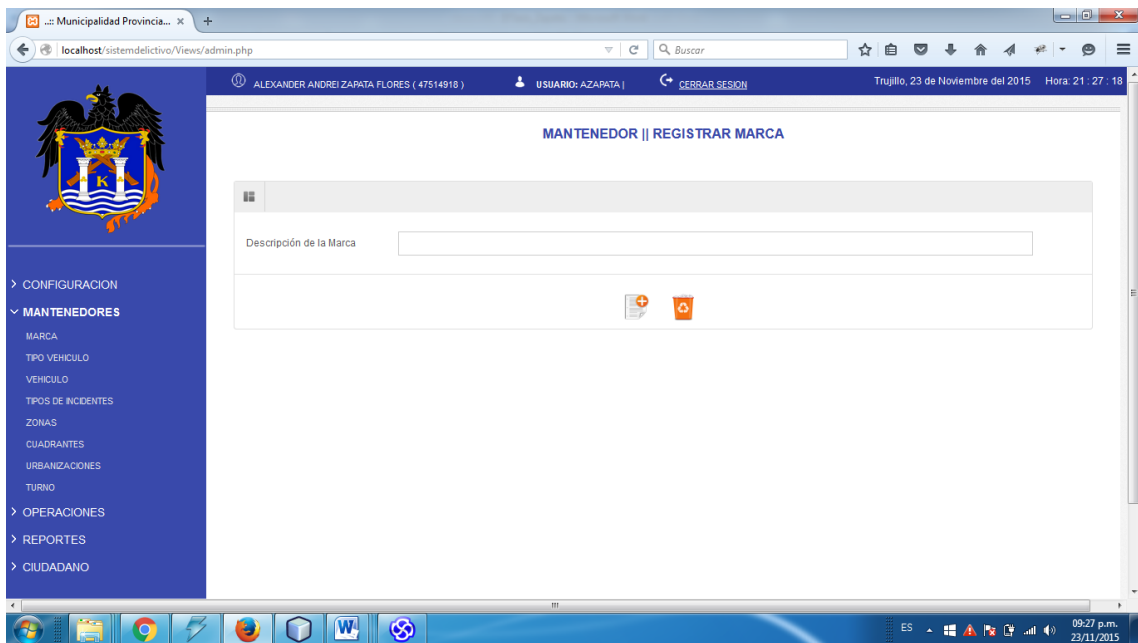 ..:: Municipalidad Provincia...
localhost/sistemdelictivo/Views/admin.php
Buscar
ALEXANDER ANDREI ZAPATA FLORES ( 47514918 )
USUARIO: AZAPATA |
CERRAR SESION
Trujillo, 23 de Noviembre del 2015 Hora: 21 : 27 : 18
K
MANTENEDOR || REGISTRAR MARCA
Descripción de la Marca
CONFIGURACION
MANTENEDORES
MARCA
TIPO VEHICULO
VEHICULO
TIPOS DE INCIDENTES
ZONAS
CUADRANTES
URBANIZACIONES
TURNO
OPERACIONES
REPORTES
CIUDADANO
W
ES
09:27 p.m.
23/11/2015